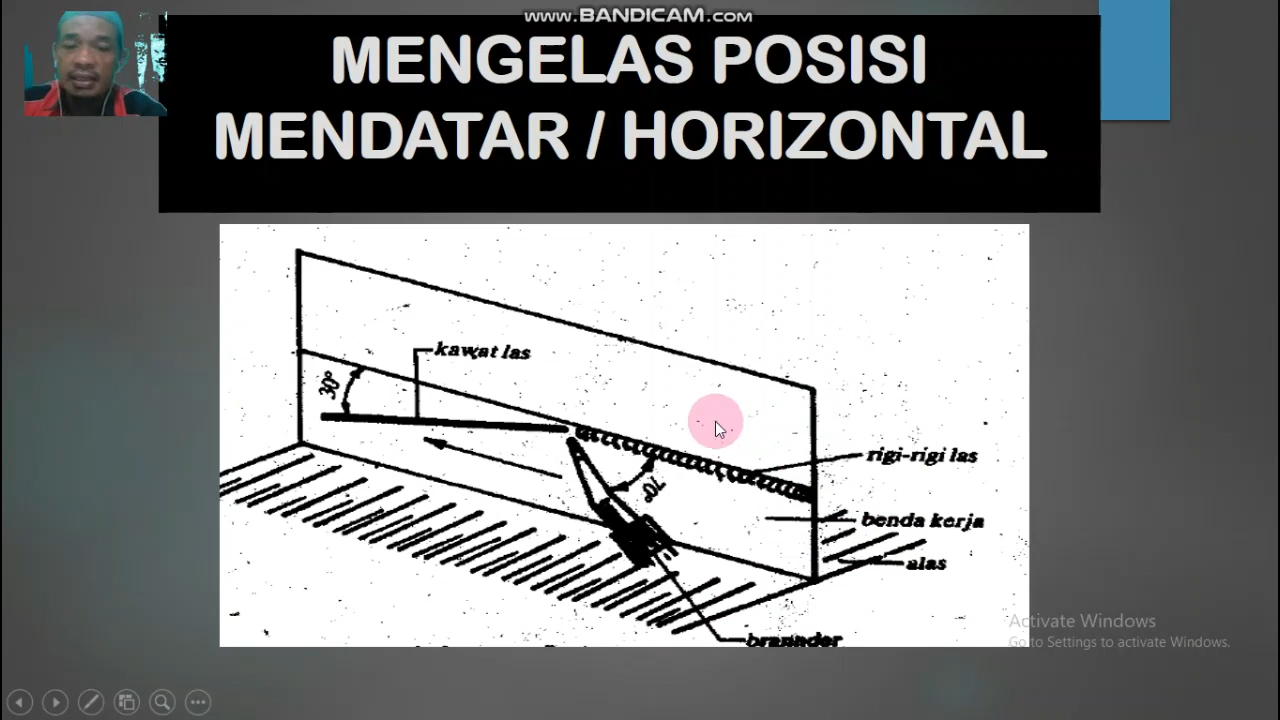 WWW.BANDICAM.COM
MENGELAS POSISI
MENDATAR / HORIZONTAL
kawat las
30°
70°
rigi-rigi las
benda kerja
alas
brannder
Activate Windows
Go to Settings to activate Windows.